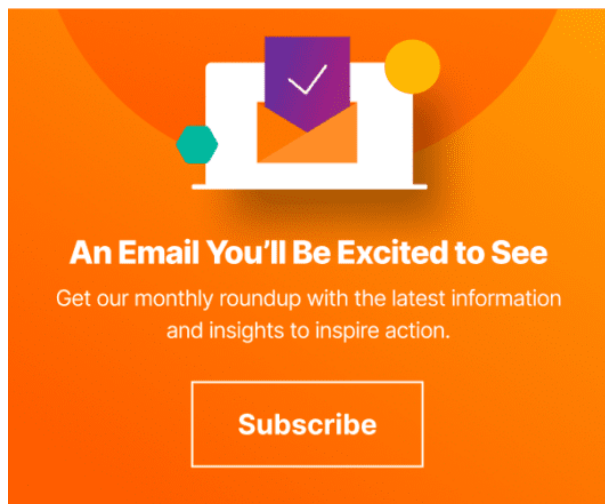 An Email You’ll Be Excited to See
Get our monthly roundup with the latest information
and insights to inspire action.
Subscribe